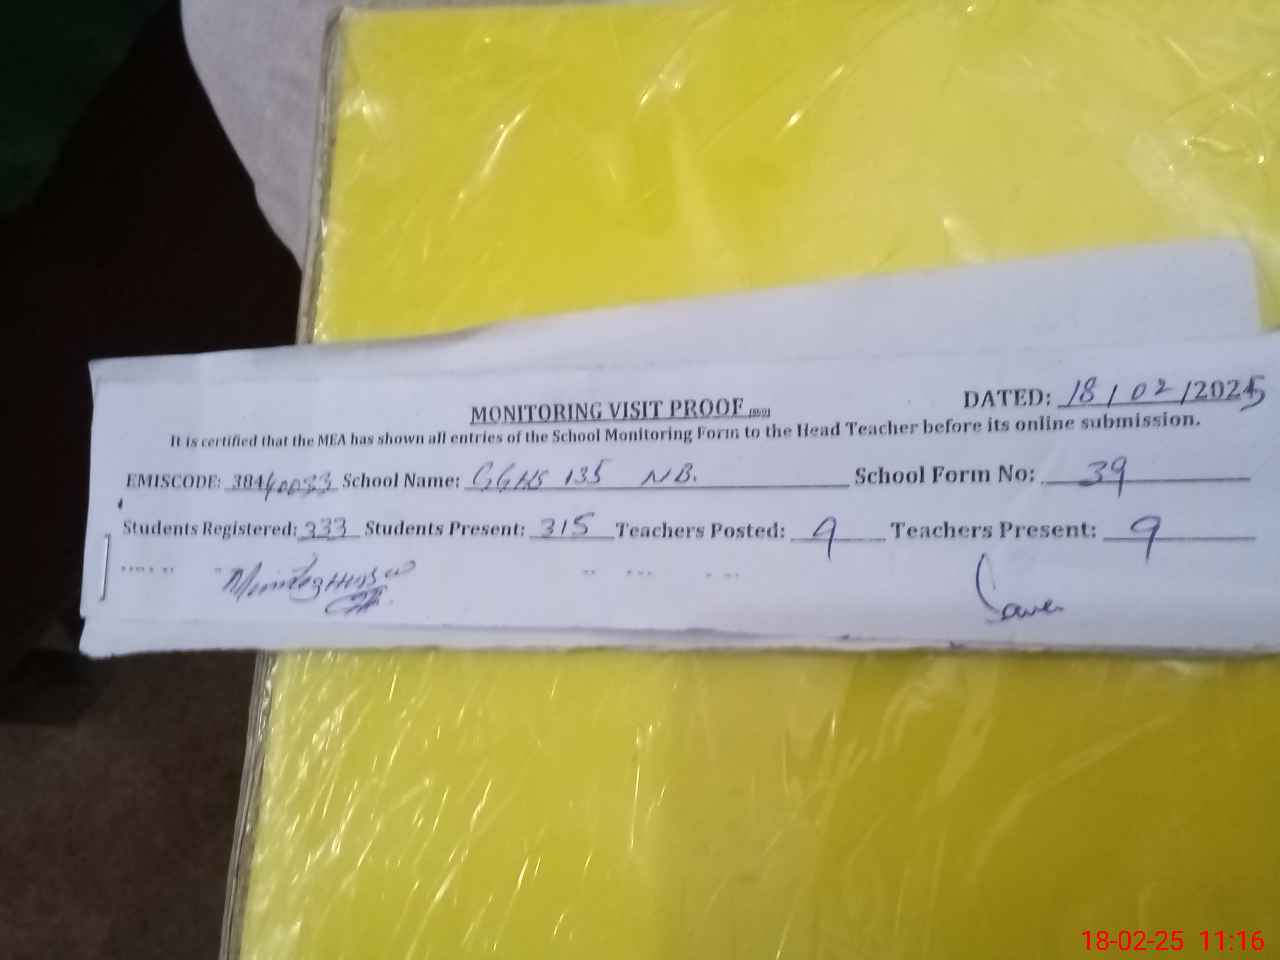 MONITORING VISIT PROOF
DATED: 18/02/2025
It is certified that the MEA has shown all entries of the School Monitoring Form to the Head Teacher before its online submission.
EMISCODE: 38440083 School Name: GGHS 135 NB. School Form No: 39
Students Registered: 333 Students Present: 315 Teachers Posted: 9 Teachers Present: 9
18-02-25 11:16